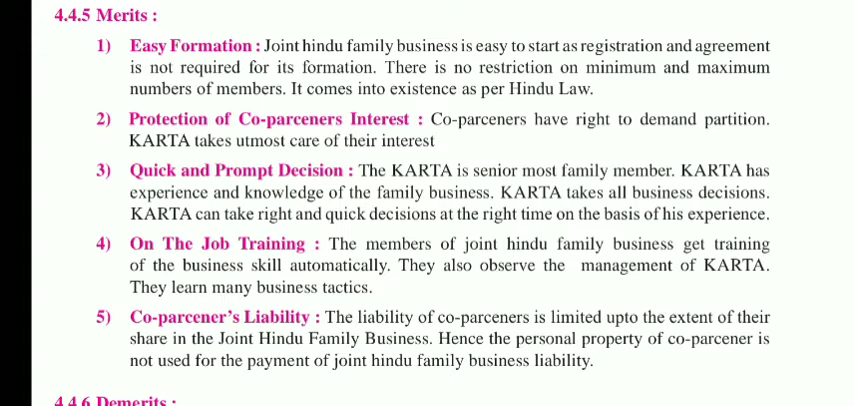 4.4.5 Merits :
1) Easy Formation : Joint hindu family business is easy to start as registration and agreement
is not required for its formation. There is no restriction on minimum and maximum
numbers of members. It comes into existence as per Hindu Law.
2) Protection of Co-parceners Interest : Co-parceners have right to demand partition.
KARTA takes utmost care of their interest
3) Quick and Prompt Decision : The KARTA is senior most family member. KARTA has
experience and knowledge of the family business. KARTA takes all business decisions.
KARTA can take right and quick decisions at the right time on the basis of his experience.
4) On The Job Training : The members of joint hindu family business get training
of the business skill automatically. They also observe the management of KARTA.
They learn many business tactics.
5) Co-parcener's Liability : The liability of co-parceners is limited upto the extent of their
share in the Joint Hindu Family Business. Hence the personal property of co-parcener is
not used for the payment of joint hindu family business liability.
4.4.6 Demerits :